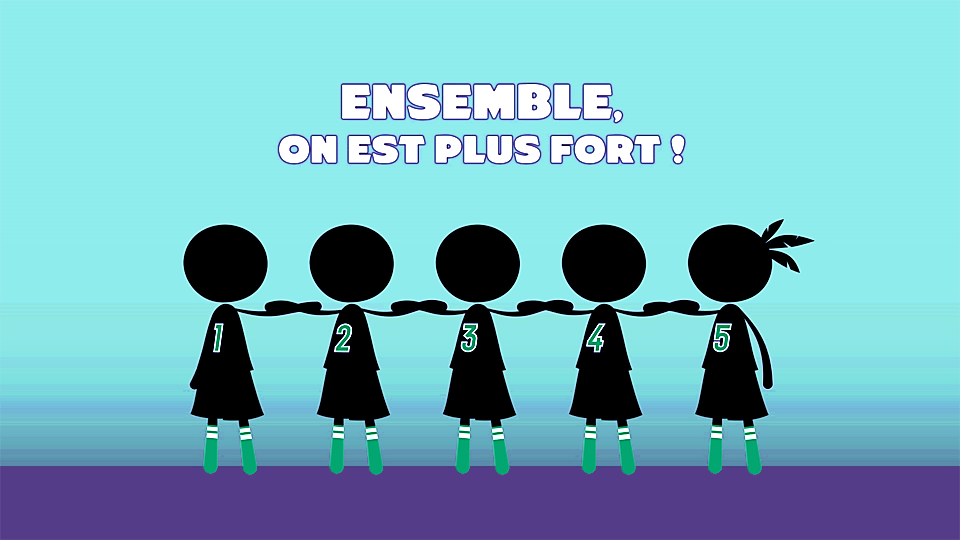 ENSEMBLE,
ON EST PLUS FORT !
1 2 3 4 5